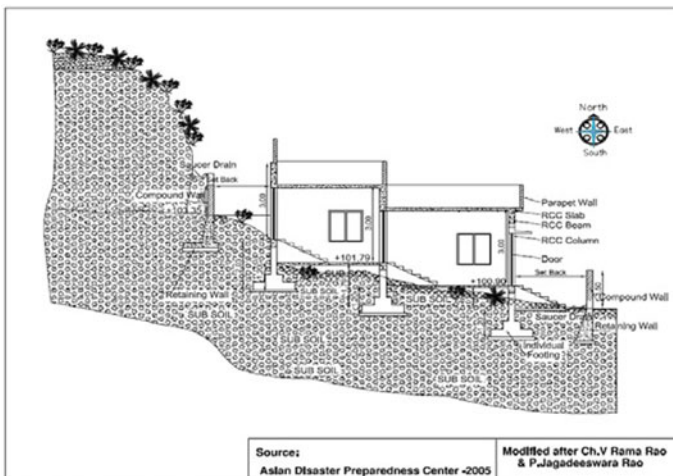 North
West East
South
Saucer Drain
Set Back
Compound Wall
Parapet Wall
RCC Slab
RCC Beam
RCC Column
Door
Set Back
Compound Wall
Saucer Drain
Retaining Wall
Individual
Footing
3.00
3.00
3.00
+101.79
SUB SOIL
SUB SOIL
Retaining Wall
SUB SOIL
SUB SOIL
SUB SOIL
SUB SOIL
SUB SOIL
Source:
Asian Disaster Preparedness Center -2005
Modified after Ch.V Rama Rao
& P.Jagadeeswara Rao